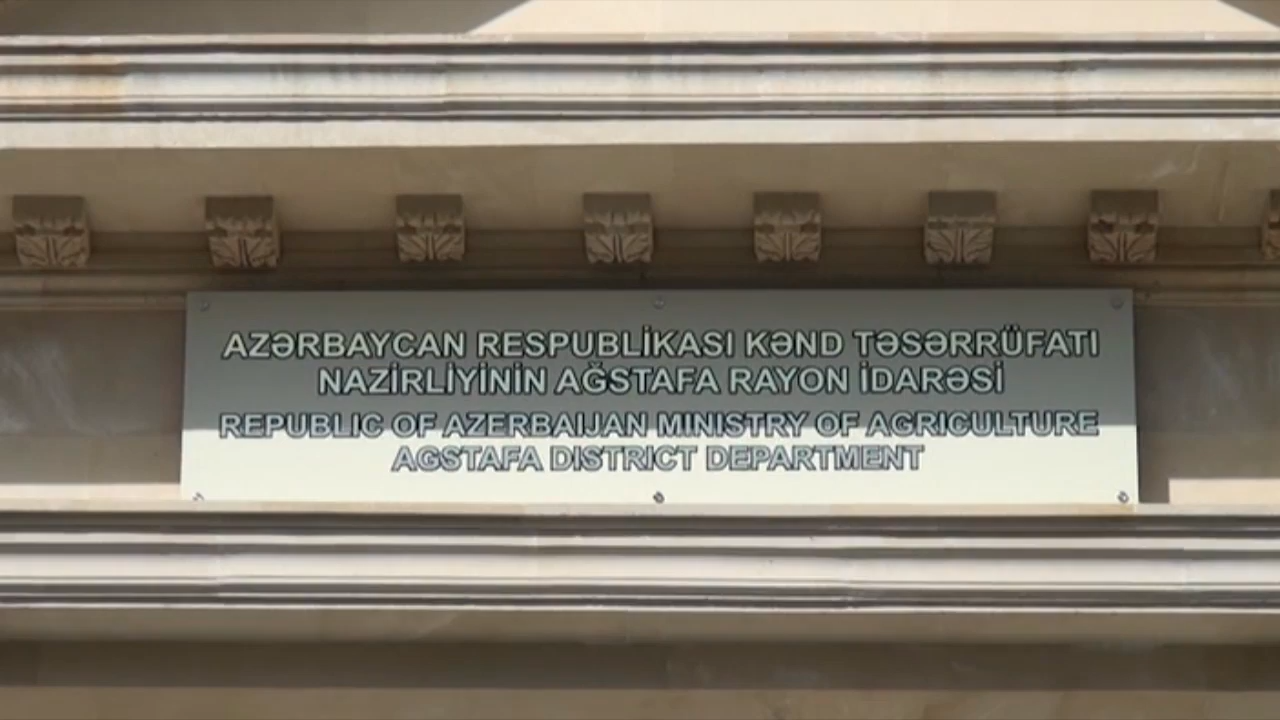 AZƏRBAYCAN RESPUBLİKASI KƏND TƏSƏRRÜFATI
NAZİRLİYİNİN AĞSTAFA RAYON İDARƏSİ
REPUBLIC OF AZERBAIJAN MINISTRY OF AGRICULTURE
AGSTAFA DISTRICT DEPARTMENT